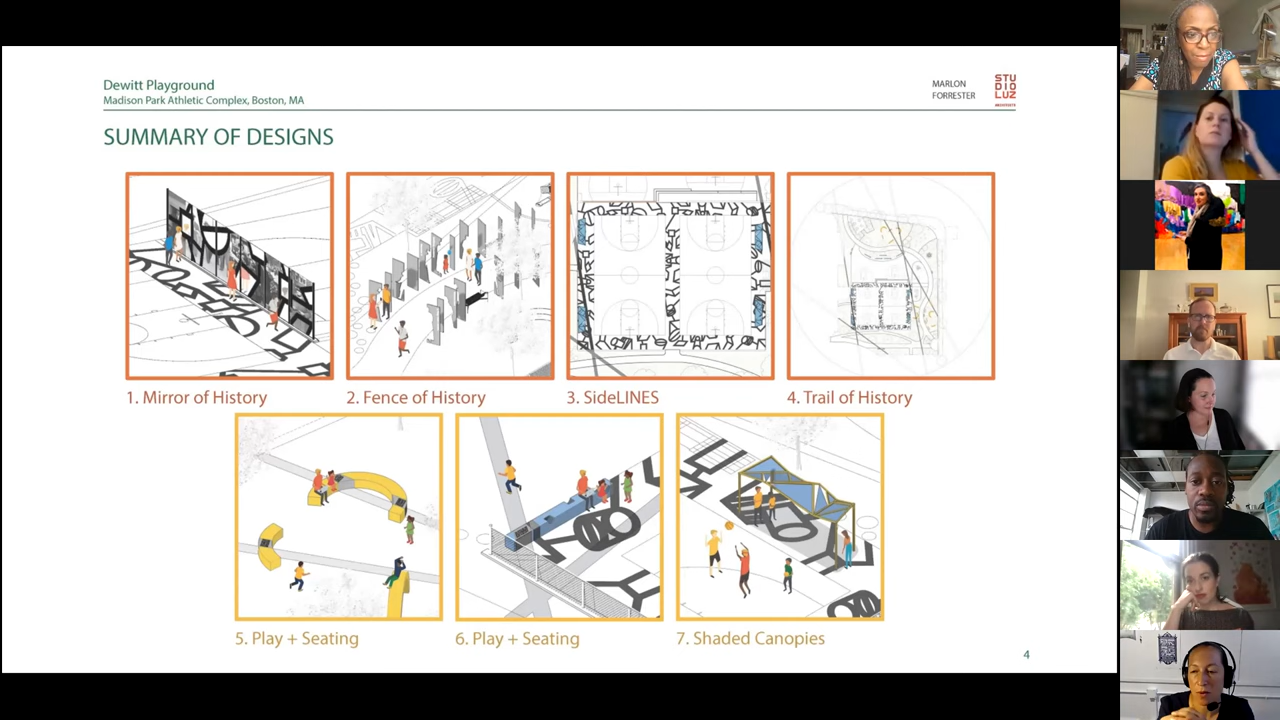 Dewitt Playground
Madison Park Athletic Complex, Boston, MA
MARLON
FORRESTER
STU
DIO
LUZ
ARCHITECTS
SUMMARY OF DESIGNS
1. Mirror of History
2. Fence of History
3. SideLINES
4. Trail of History
5. Play + Seating
6. Play + Seating
7. Shaded Canopies
4